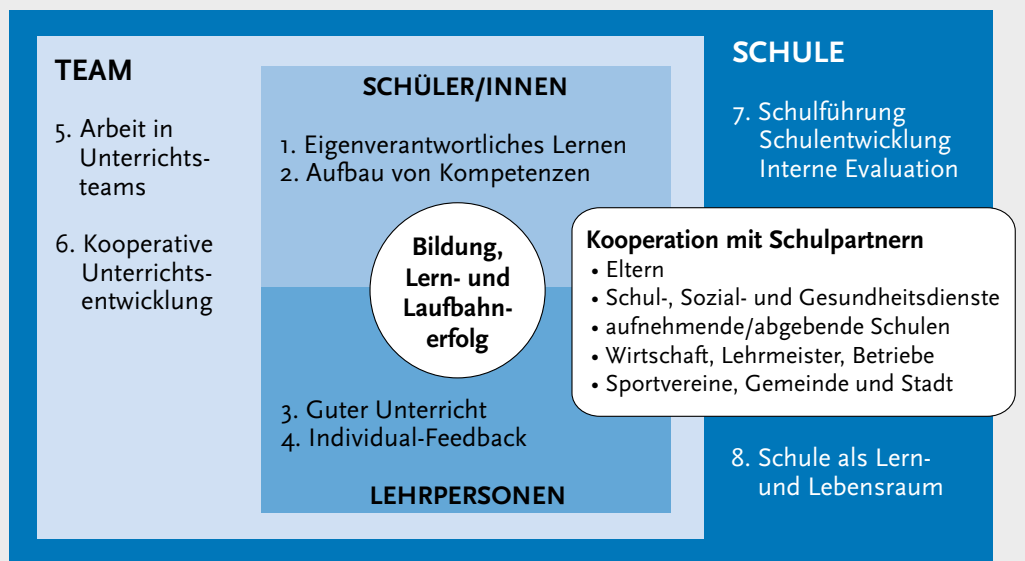 TEAM
5. Arbeit in
Unterrichts-
teams
6. Kooperative
Unterrichts-
entwicklung
SCHÜLER/INNEN
1. Eigenverantwortliches Lernen
2. Aufbau von Kompetenzen
Bildung,
Lern- und
Laufbahn-
erfolg
3. Guter Unterricht
4. Individual-Feedback
LEHRPERSONEN
SCHULE
7. Schulführung
Schulentwicklung
Interne Evaluation
Kooperation mit Schulpartnern
• Eltern
• Schul-, Sozial- und Gesundheitsdienste
• aufnehmende/abgebende Schulen
• Wirtschaft, Lehrmeister, Betriebe
• Sportvereine, Gemeinde und Stadt
8. Schule als Lern-
und Lebensraum